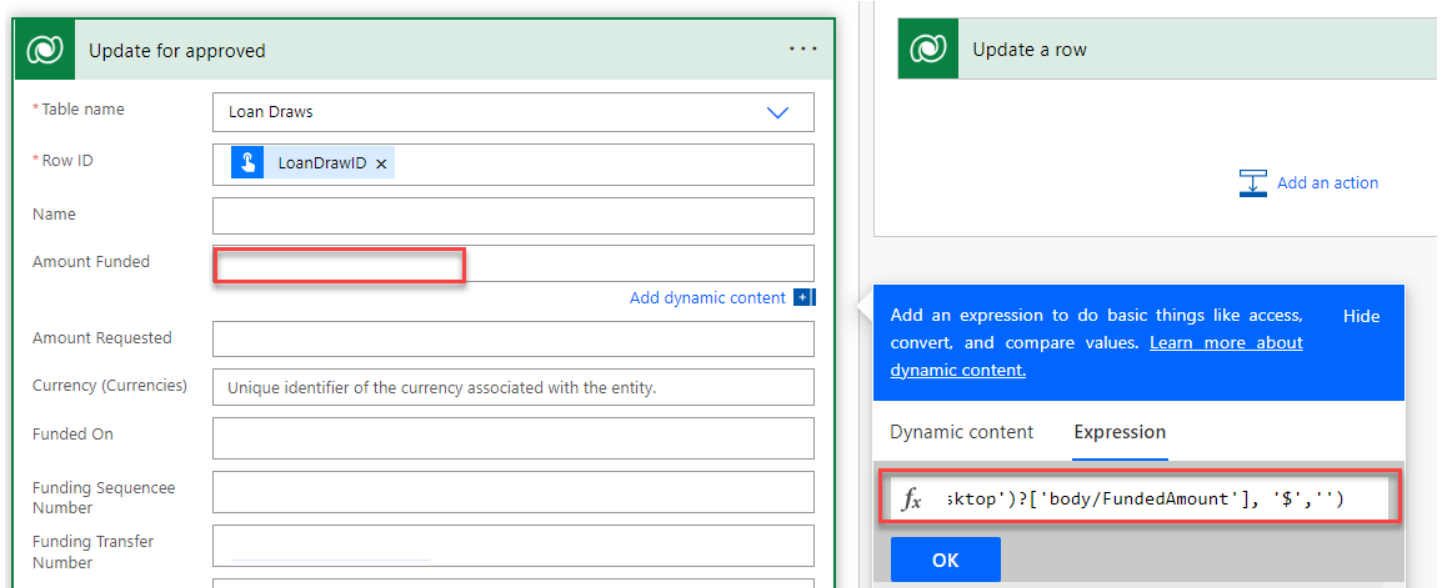 Update for approved
...
* Table name
Loan Draws
* Row ID
LoanDrawID ×
Name
Amount Funded
Add dynamic content +
Amount Requested
Currency (Currencies)
Unique identifier of the currency associated with the entity.
Funded On
Funding Sequencee
Number
Funding Transfer
Number
Update a row
Add an action
Add an expression to do basic things like access,
convert, and compare values. Learn more about
dynamic content.
Hide
Dynamic content
Expression
fx sktop')?['body/FundedAmount'], '$','')
OK